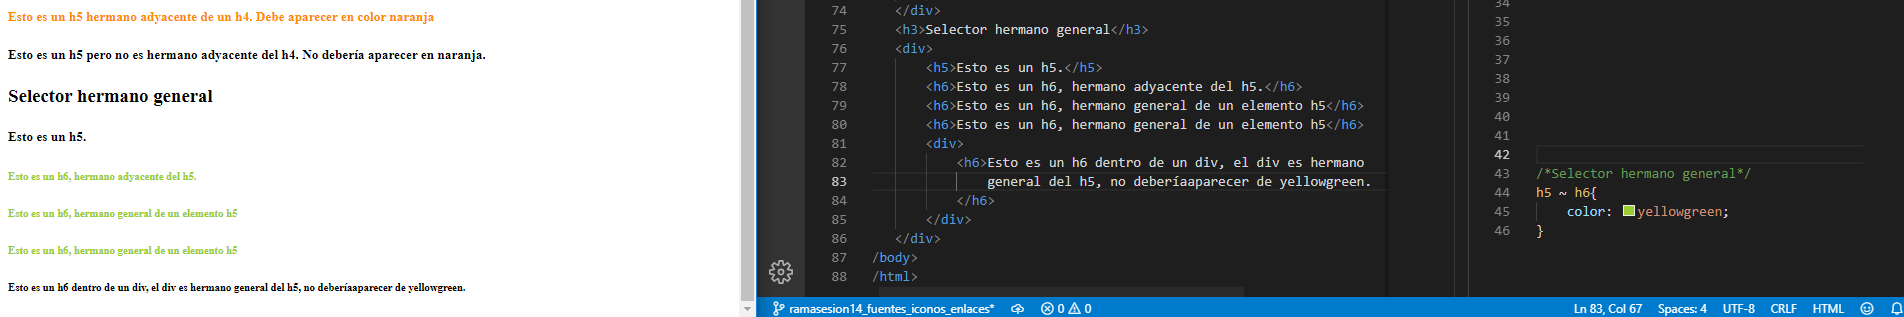 Esto es un h5 hermano adyacente de un h4. Debe aparecer en color naranja
Esto es un h5 pero no es hermano adyacente del h4. No debería aparecer en naranja.
Selector hermano general
Esto es un h5.
Esto es un h6, hermano adyacente del h5.
Esto es un h6, hermano general de un elemento h5
Esto es un h6, hermano general de un elemento h5
Esto es un h6 dentro de un div, el div es hermano general del h5, no deberíaaparecer de yellowgreen.
74 </div>
75 <h3>Selector hermano general</h3>
76 <div>
77 <h5>Esto es un h5.</h5>
78 <h6>Esto es un h6, hermano adyacente del h5.</h6>
79 <h6>Esto es un h6, hermano general de un elemento h5</h6>
80 <h6>Esto es un h6, hermano general de un elemento h5</h6>
81 <div>
82 <h6>Esto es un h6 dentro de un div, el div es hermano
83 general del h5, no deberíaaparecer de yellowgreen.
84 </h6>
85 </div>
86 </div>
87 /body>
88 /html>
34
35
36
37
38
39
40
41
42
43 /*Selector hermano general*/
44 h5 ~ h6{
45 color: yellowgreen;
46 }
ramasesion14_fuentes_iconos_enlaces* 0 0 Ln 83, Col 67 Spaces: 4 UTF-8 CRLF HTML